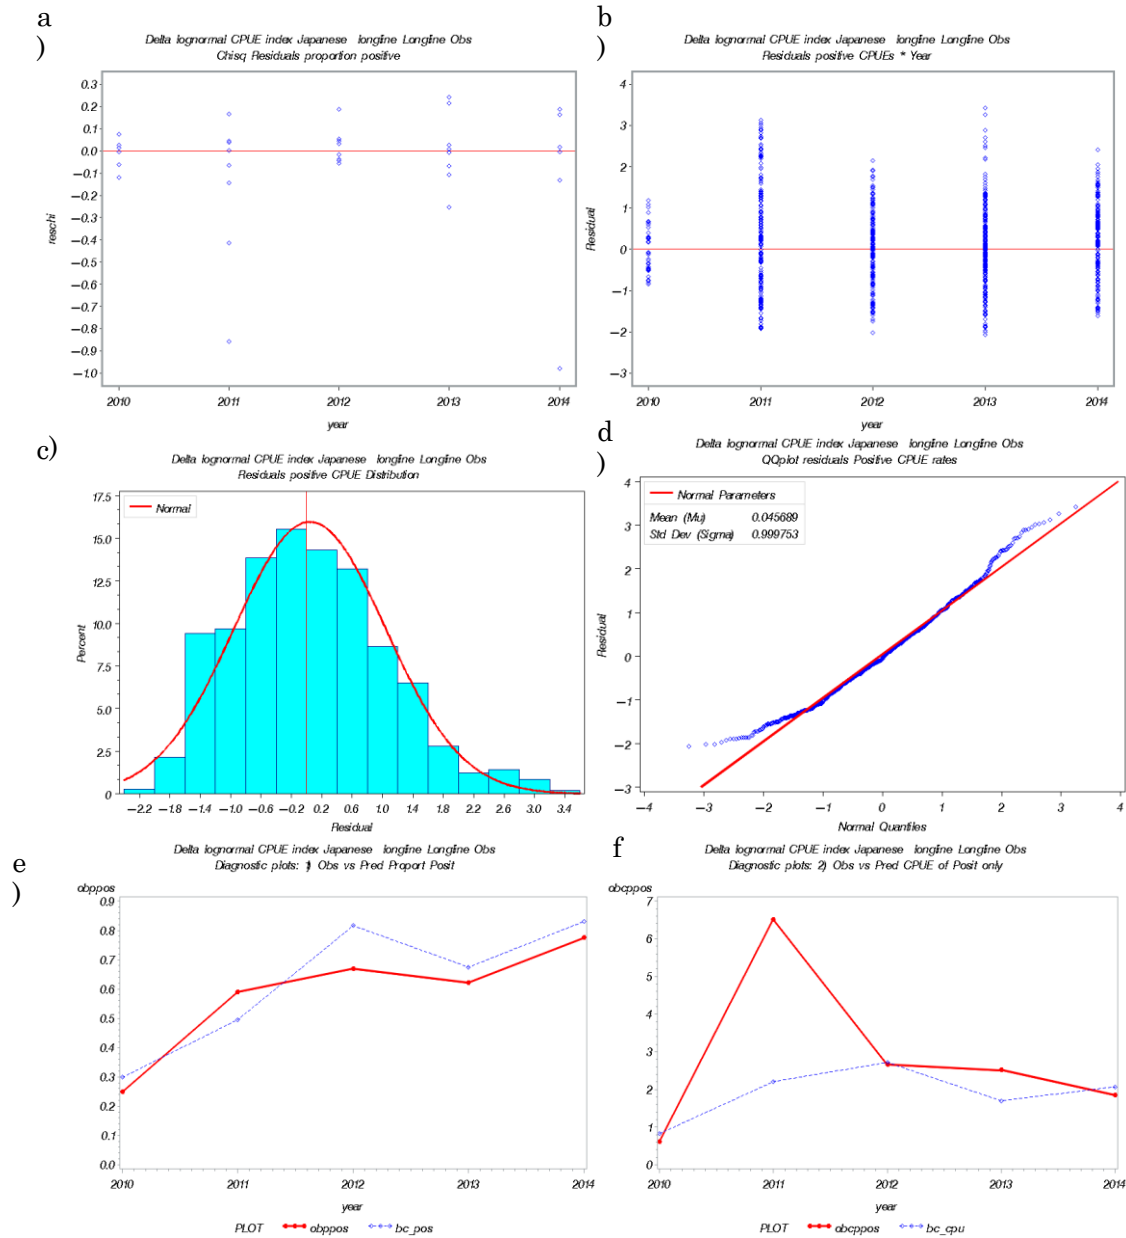 a
)
Delta lognormal CPUE index Japanese longline Longline Obs
Chisq Residuals proportion positive
reschi
0.3
0.2
0.1
0.0
-0.1
-0.2
-0.3
-0.4
-0.5
-0.6
-0.7
-0.8
-0.9
-1.0
2010 2011 2012 2013 2014
year
b
)
Delta lognormal CPUE index Japanese longline Longline Obs
Residuals positive CPUEs * Year
Residual
4
3
2
1
0
-1
-2
-3
2010 2011 2012 2013 2014
year
c)
Delta lognormal CPUE index Japanese longline Longline Obs
Residuals positive CPUE Distribution
Normal
Percent
17.5
15.0
12.5
10.0
7.5
5.0
2.5
0
-2.2 -1.8 -1.4 -1.0 -0.6 -0.2 0.2 0.6 1.0 1.4 1.8 2.2 2.6 3.0 3.4
Residual
d
)
Delta lognormal CPUE index Japanese longline Longline Obs
QQplot residuals Positive CPUE rates
Normal Parameters
Mean (Mu) 0.045689
Std Dev (Sigma) 0.999753
Residual
4
3
2
1
0
-1
-2
-3
-4 -3 -2 -1 0 1 2 3 4
Normal Quantiles
e
)
Delta lognormal CPUE index Japanese longline Longline Obs
Diagnostic plots: 1) Obs vs Pred Proport Posit
obppos
0.9
0.8
0.7
0.6
0.5
0.4
0.3
0.2
0.1
0.0
2010 2011 2012 2013 2014
year
PLOT obppos bc_pos
f
)
Delta lognormal CPUE index Japanese longline Longline Obs
Diagnostic plots: 2) Obs vs Pred CPUE of Posit only
obcppos
7
6
5
4
3
2
1
0
2010 2011 2012 2013 2014
year
PLOT obcppos bc_cpu